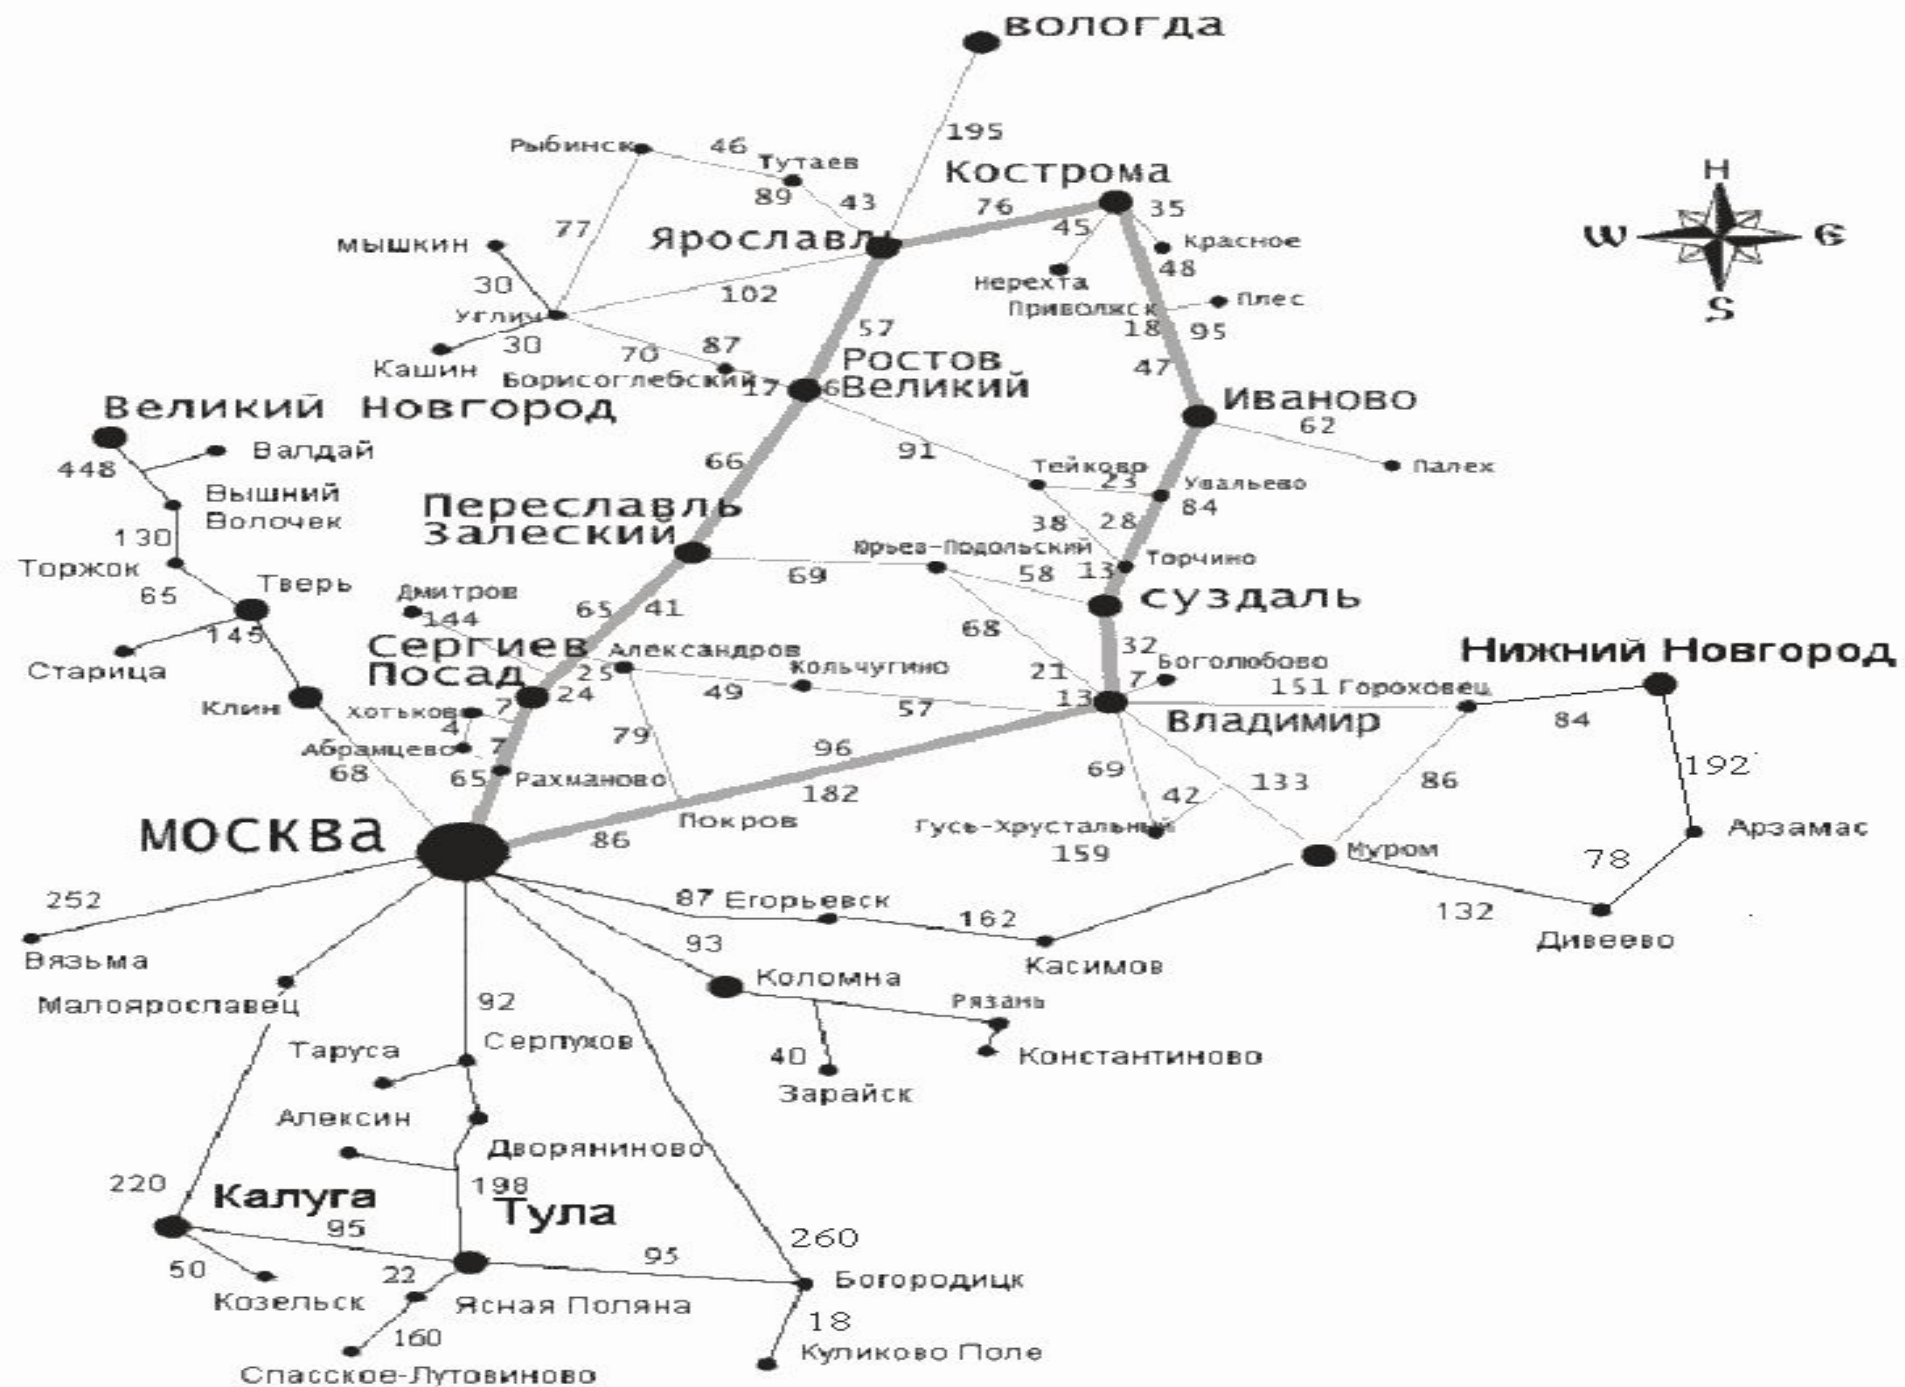 Вологда
195
Рыбинск
46
Тутаев
89
43
Кострома
76
35
45
Красное
48
Н
W
Е
S
77
Мышкин
Ярославль
30
102
Нерехта
Приволжск
Плес
18
95
Углич
57
30
70
87
47
Кашин
Борисоглебский
17
6
Ростов
Великий
Иваново
62
Палех
Великий Новгород
Валдай
448
Вышний
Волочек
91
66
Тейково
23
Увальево
84
Переславль
Залеский
38
28
130
Торжок
65
Тверь
145
Старица
Юрьев-Подольский
69
58
13
Торчино
Дмитров
144
65
41
Суздаль
68
32
Сергиев
Посад
Александров
25
24
Кольчугино
49
57
21
7
13
Боголюбово
Нижний Новгород
151
Гороховец
84
Клин
Хотьков
7
4
Абрамцево
7
68
65
Рахманово
79
96
182
Владимир
69
42
133
86
192
Москва
86
Покров
Гусь-Хрустальный
159
Муром
Арзамас
78
132
Дивеево
252
Вязьма
87
Егорьевск
162
Касимов
93
Коломна
Рязань
Константиново
40
Зарайск
Малоярославец
92
Серпухов
Таруса
Алексин
Дворяниново
198
220
Калуга
95
Тула
95
260
50
Козельск
22
Ясная Поляна
Богородицк
18
160
Спасское-Лутовиново
Куликово Поле